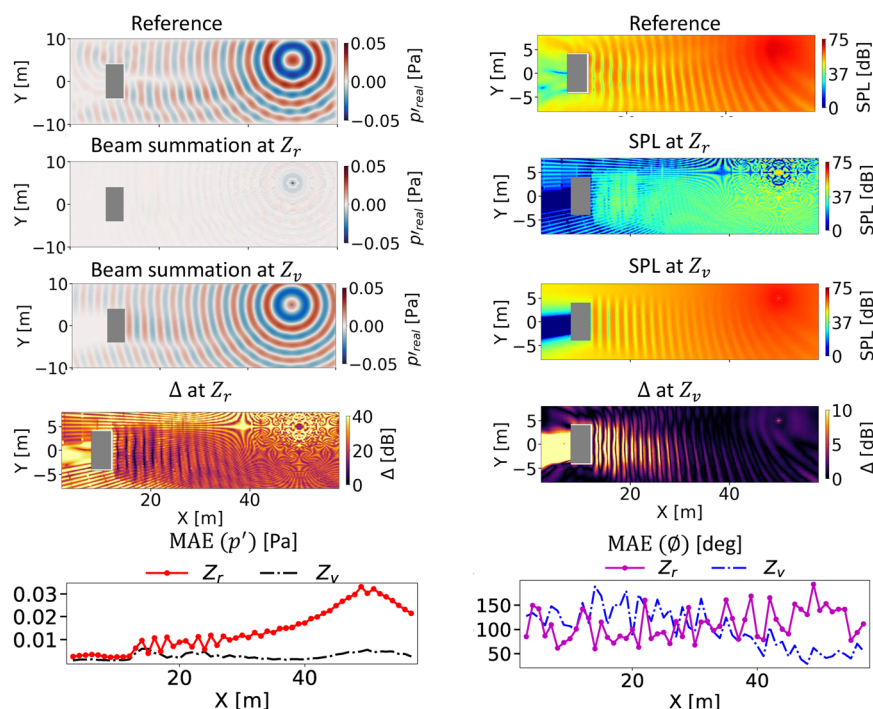 Reference
10
0
−10
Y [m]
0.05
0.00
−0.05
p′real [Pa]
75
37
0
SPL [dB]
5
0
−5
Y [m]
Beam summation at Zr
10
0
−10
Y [m]
0.05
0.00
−0.05
p′real [Pa]
SPL at Zr
5
0
−5
Y [m]
75
37
0
SPL [dB]
Beam summation at Zv
10
0
−10
Y [m]
0.05
0.00
−0.05
p′real [Pa]
SPL at Zv
5
0
−5
Y [m]
75
37
0
SPL [dB]
Δ at Zr
5
0
−5
Y [m]
40
20
0
Δ [dB]
20 40
X [m]
Δ at Zv
5
0
−5
Y [m]
10
5
0
Δ [dB]
20 40
X [m]
MAE (p′) [Pa]
Zr Zv
0.03
0.02
0.01
20 40
X [m]
MAE (Ø) [deg]
Zr Zv
150
100
50
20 40
X [m]